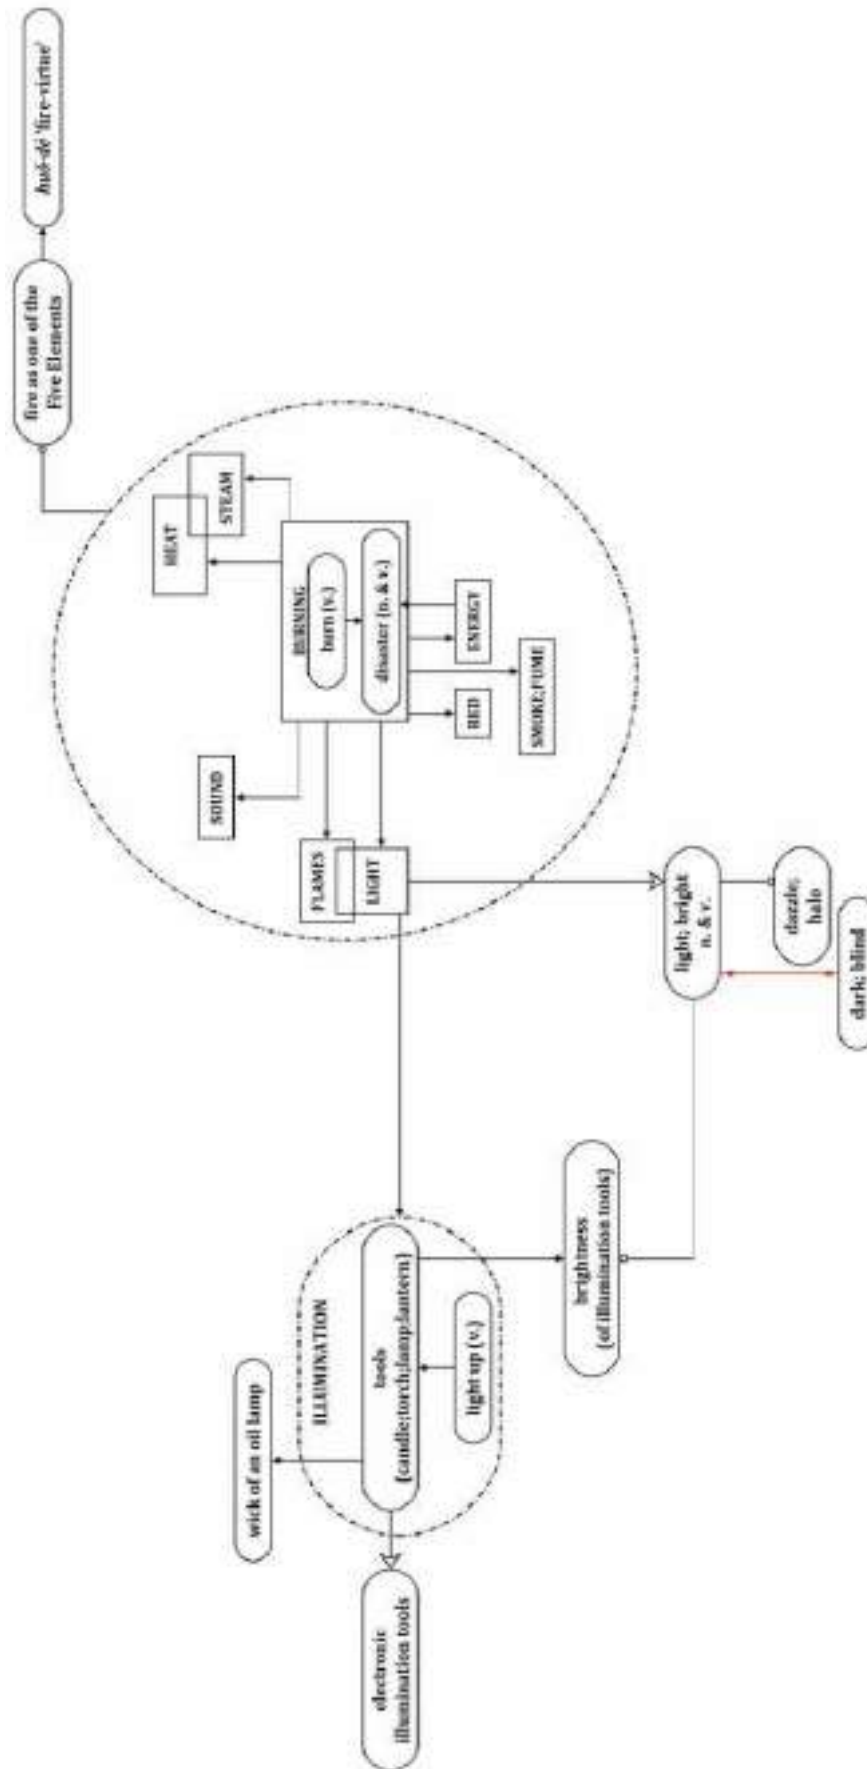 electronic
illumination tools
wick of an oil lamp
ILLUMINATION
tools
(candle;torch;lamp;lantern)
light up (v.)
brightness
(of illumination tools)
FLAMES
LIGHT
SOUND
BURNING
burn (v.)
disaster (n. & v.)
HEAT
STEAM
RED
ENERGY
SMOKE;FUME
light; bright
n. & v.
dazzle;
halo
dark; blind
fire as one of the
Five Elements
huǒ-dé 'fire-virtue'